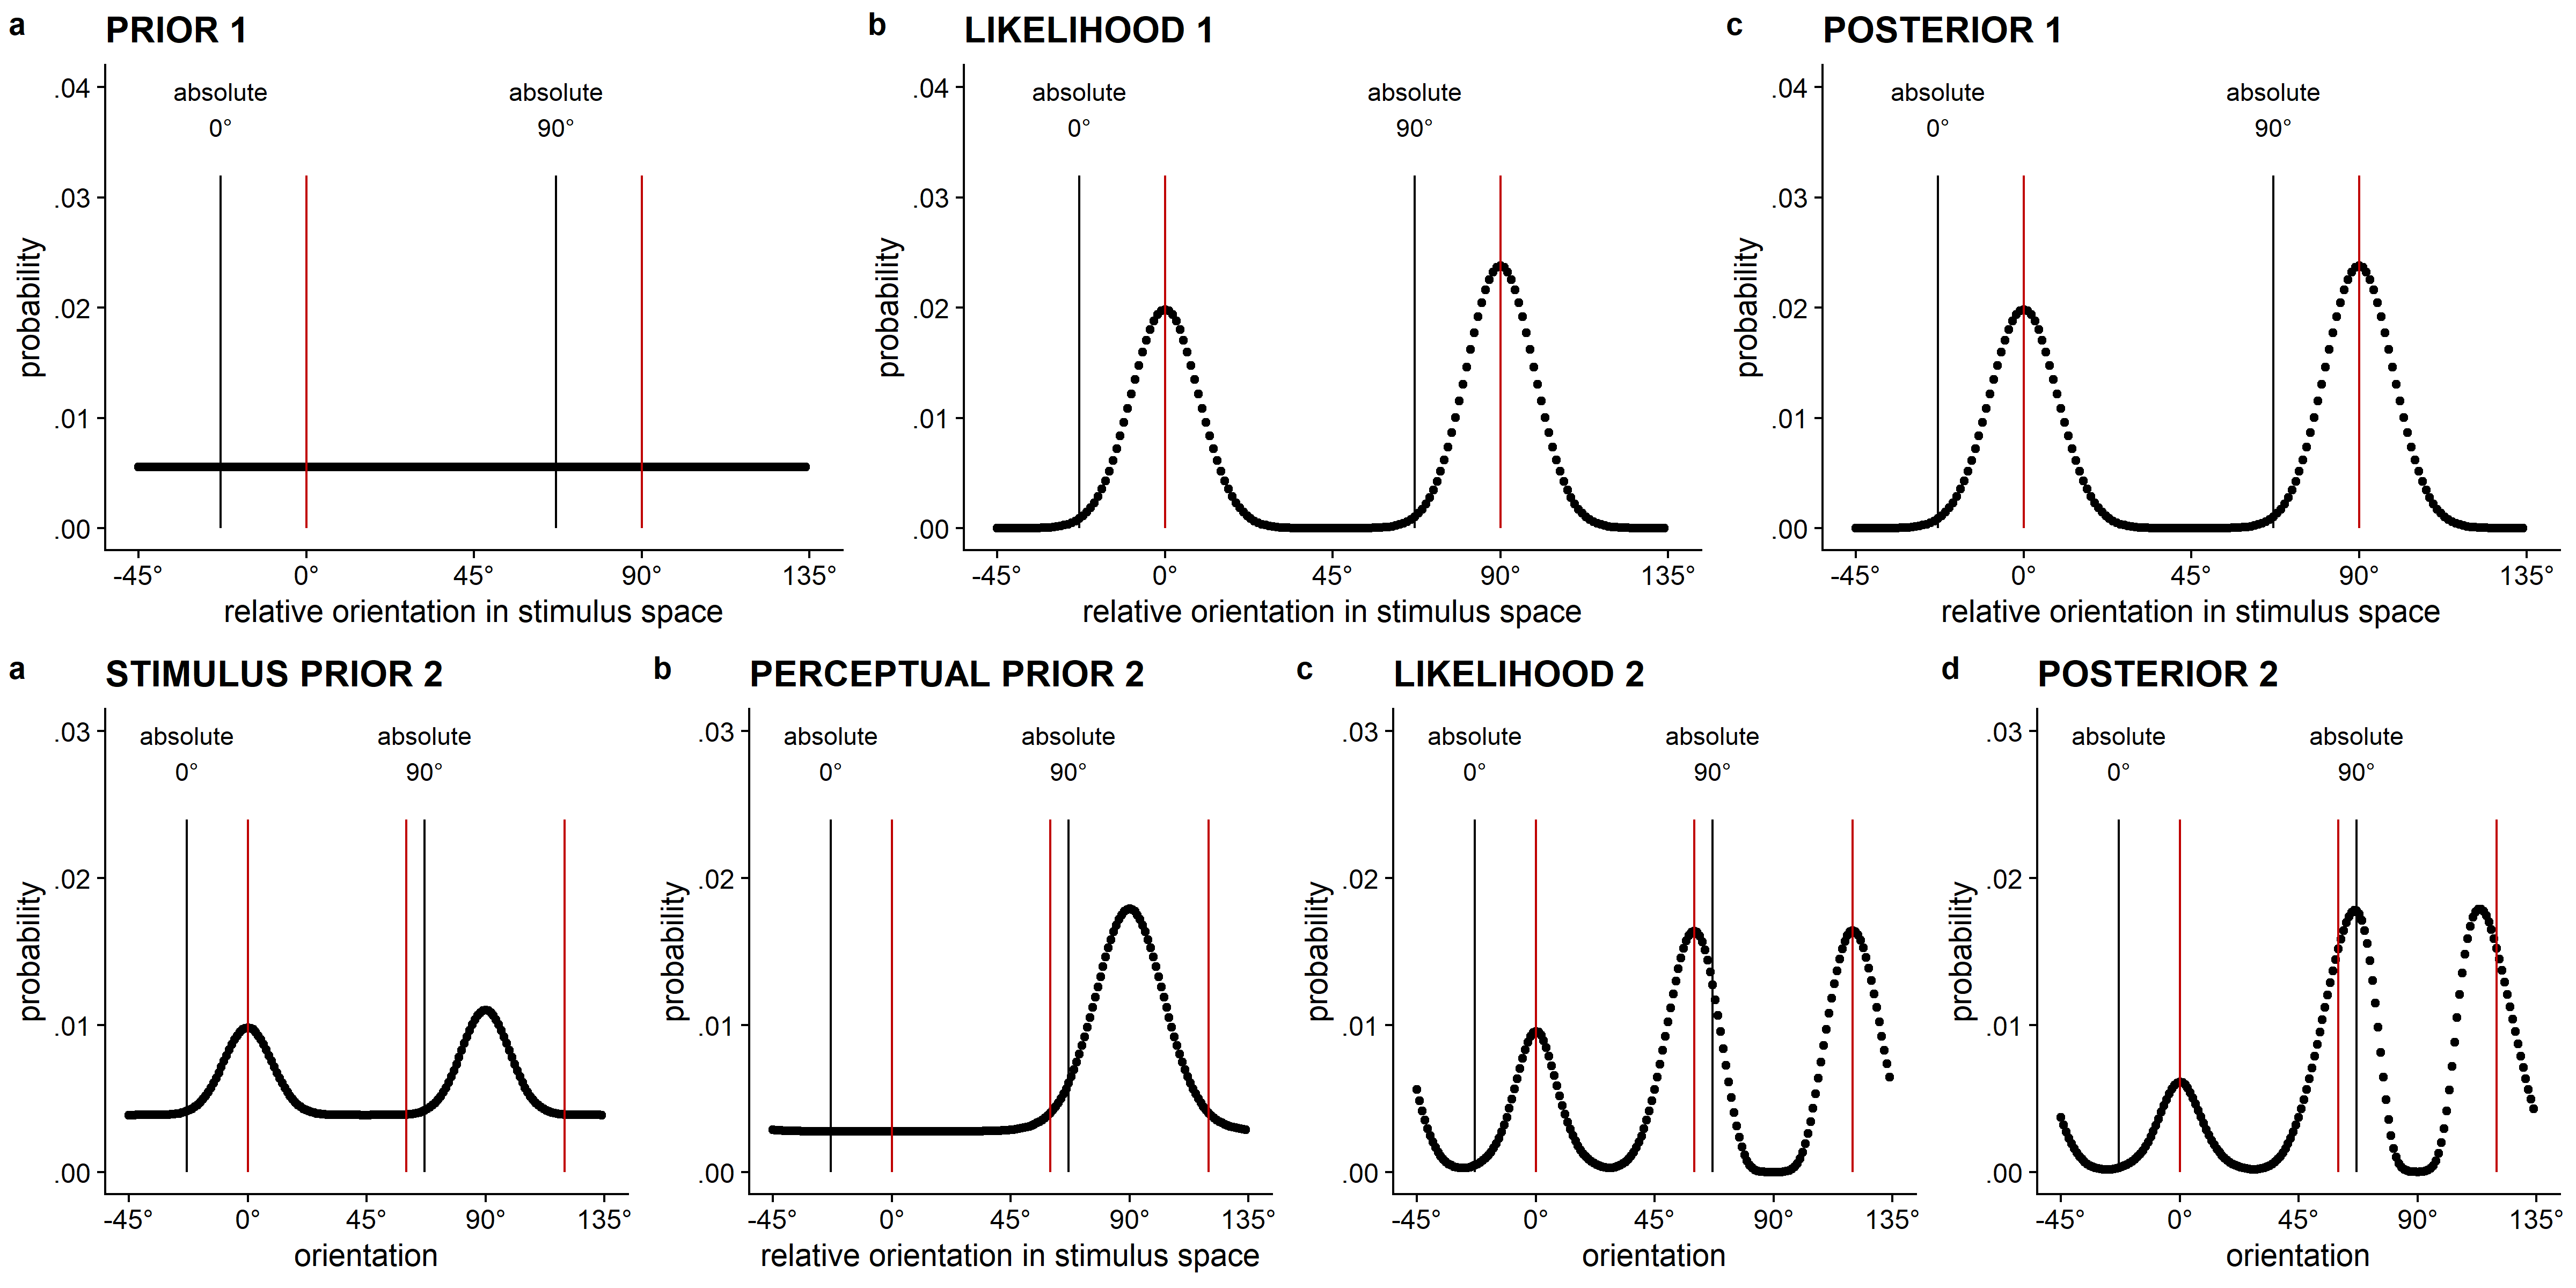 a PRIOR 1
.04
.03
.02
.01
.00
probability
absolute
0°
absolute
90°
-45° 0° 45° 90° 135°
relative orientation in stimulus space
b LIKELIHOOD 1
.04
.03
.02
.01
.00
probability
absolute
0°
absolute
90°
-45° 0° 45° 90° 135°
relative orientation in stimulus space
c POSTERIOR 1
.04
.03
.02
.01
.00
probability
absolute
0°
absolute
90°
-45° 0° 45° 90° 135°
relative orientation in stimulus space
a STIMULUS PRIOR 2
.03
.02
.01
.00
probability
absolute
0°
absolute
90°
-45° 0° 45° 90° 135°
orientation
b PERCEPTUAL PRIOR 2
.03
.02
.01
.00
probability
absolute
0°
absolute
90°
-45° 0° 45° 90° 135°
relative orientation in stimulus space
c LIKELIHOOD 2
.03
.02
.01
.00
probability
absolute
0°
absolute
90°
-45° 0° 45° 90° 135°
orientation
d POSTERIOR 2
.03
.02
.01
.00
probability
absolute
0°
absolute
90°
-45° 0° 45° 90° 135°
orientation